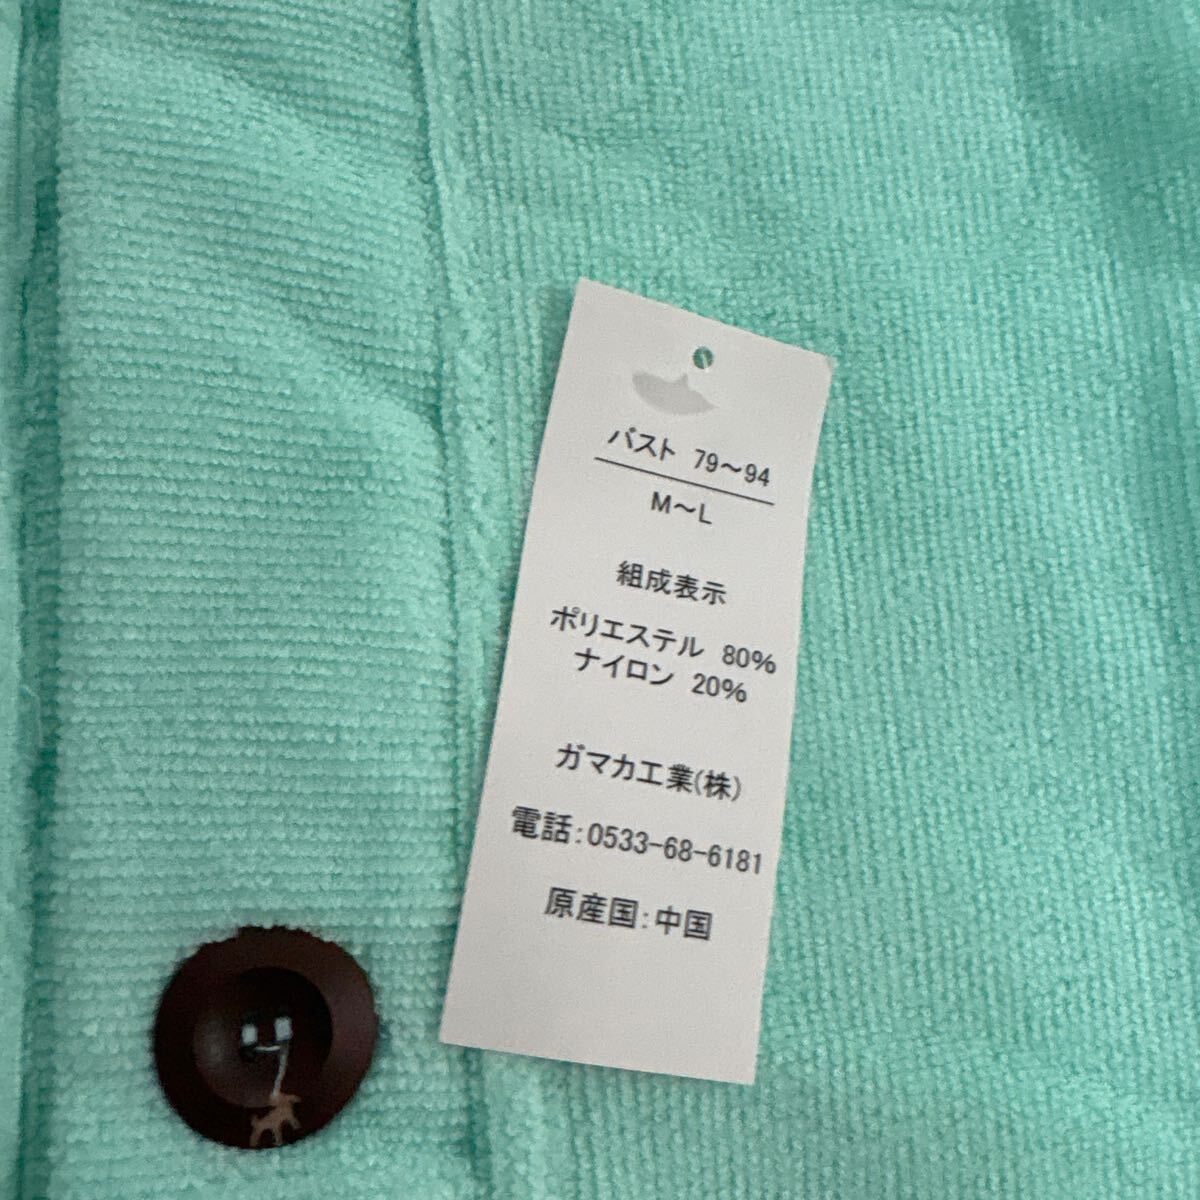 バスト 79～94
M～L
組成表示
ポリエステル 80%
ナイロン 20%
ガマカ工業(株)
電話:0533-68-6181
原産国:中国